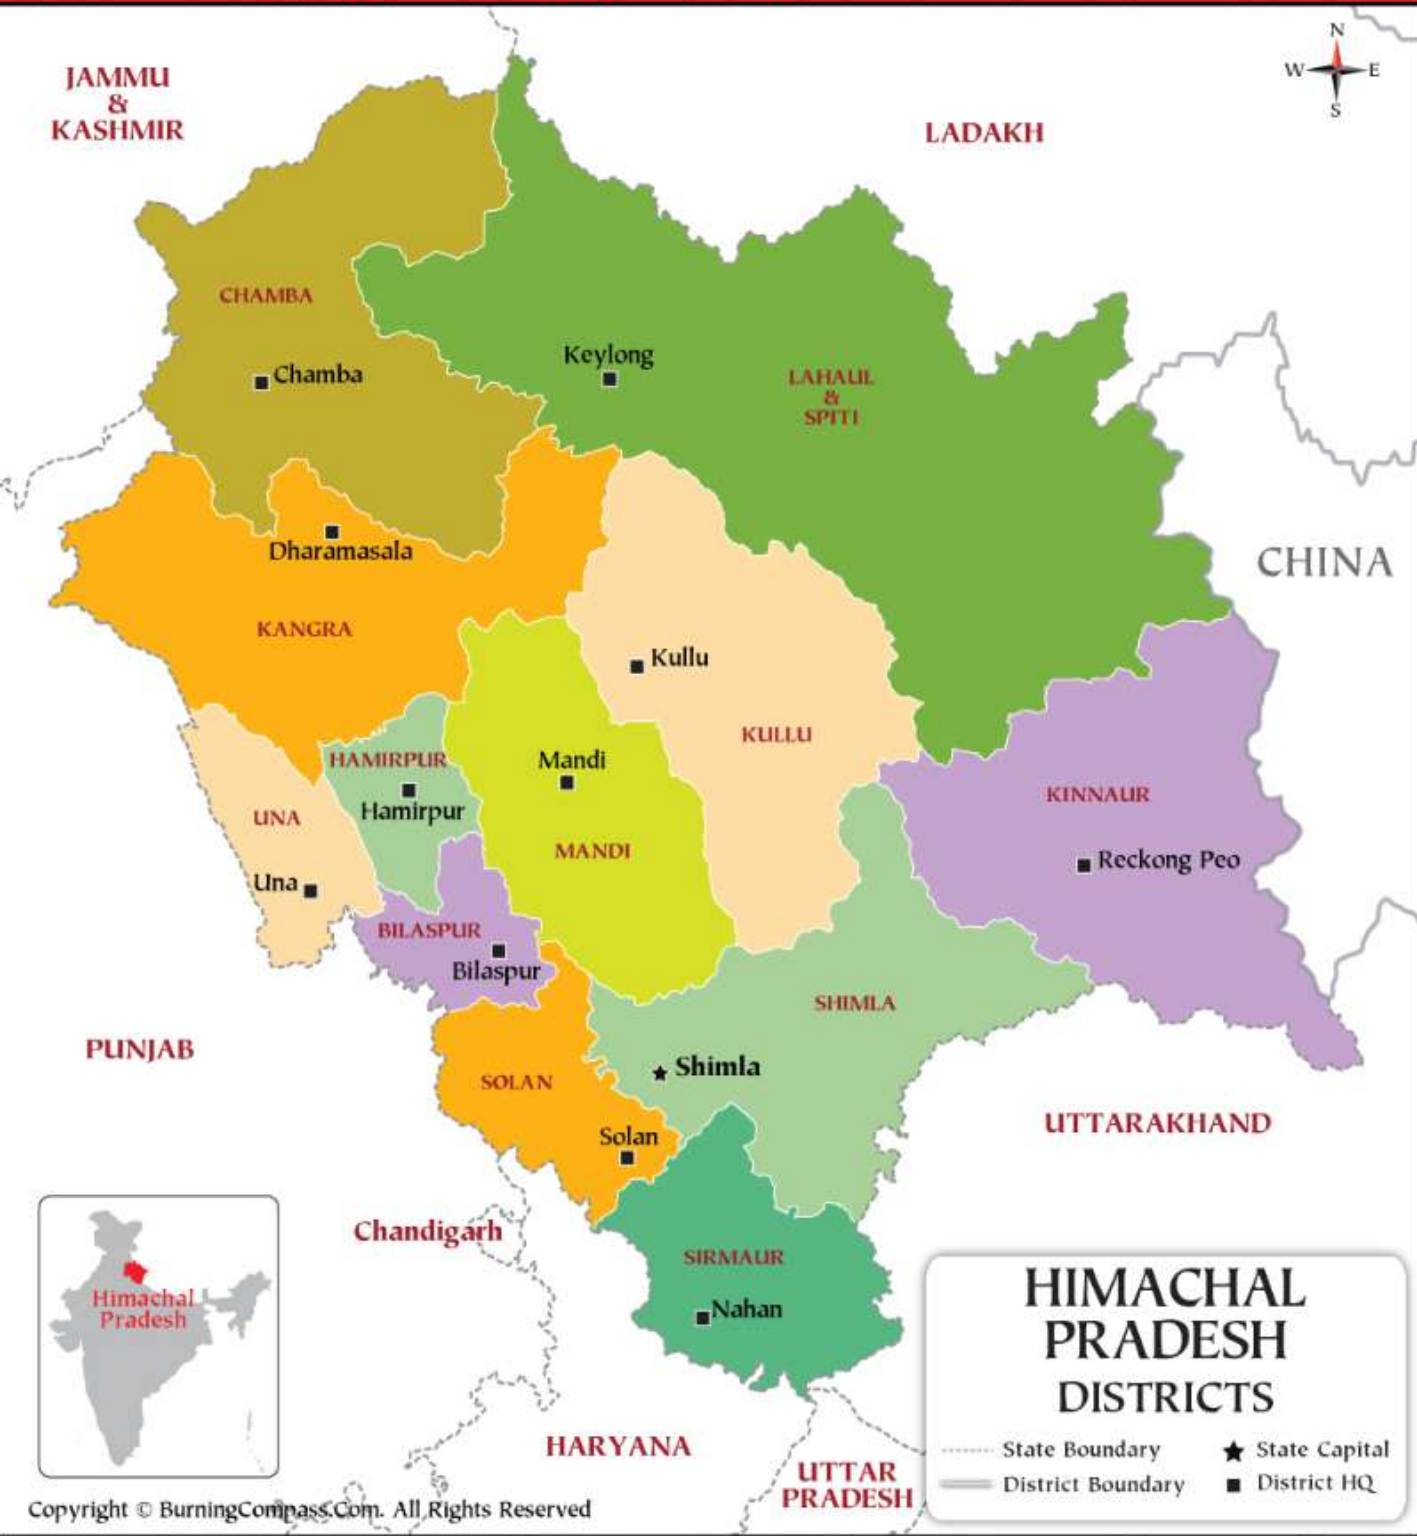 N
W E
S
JAMMU
&
KASHMIR
LADAKH
CHAMBA
Chamba
Keylong
LAHAUL
&
SPITI
CHINA
Dharamasala
KANGRA
Kullu
KULLU
HAMIRPUR
Hamirpur
Mandi
MANDI
KINNAUR
Reckong Peo
UNA
Una
BILASPUR
Bilaspur
SHIMLA
Shimla
PUNJAB
SOLAN
Solan
UTTARAKHAND
Chandigarh
SIRMAUR
Nahan
Himachal
Pradesh
HARYANA
UTTAR
PRADESH
HIMACHAL
PRADESH
DISTRICTS
State Boundary
State Capital
District Boundary
District HQ
Copyright © BurningCompass.Com. All Rights Reserved